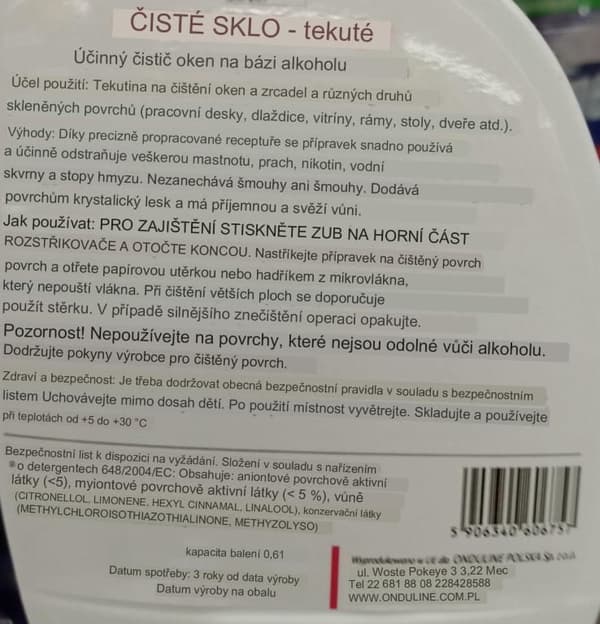 ČISTÉ SKLO - tekuté
Účinný čistič oken na bázi alkoholu
Účel použití: Tekutina na čištění oken a zrcadel a různých druhů
skleněných povrchů (pracovní desky, dlaždice, vitríny, rámy, stoly, dveře atd.).
Výhody: Díky precizně propracované receptuře se přípravek snadno používá
a účinně odstraňuje veškerou mastnotu, prach, nikotin, vodní
skvrny a stopy hmyzu. Nezanechává šmouhy ani šmouhy. Dodává
povrchům krystalický lesk a má příjemnou a svěží vůni.
Jak používat: PRO ZAJIŠTĚNÍ STISKNĚTE ZUB NA HORNÍ ČÁST
ROZSTŘIKOVAČE A OTOČTE KONCOU. Nastříkejte přípravek na čištěný povrch
povrch a otřete papírovou utěrkou nebo hadříkem z mikrovlákna,
který nepouští vlákna. Při čištění větších ploch se doporučuje
použít stěrku. V případě silnějšího znečištění operaci opakujte.
Pozornost! Nepoužívejte na povrchy, které nejsou odolné vůči alkoholu.
Dodržujte pokyny výrobce pro čištěný povrch.
Zdraví a bezpečnost: Je třeba dodržovat obecná bezpečnostní pravidla v souladu s bezpečnostním
listem Uchovávejte mimo dosah dětí. Po použití místnost vyvětrejte. Skladujte a používejte
při teplotách od +5 do +30 °C
Bezpečnostní list k dispozici na vyžádání. Složení v souladu s nařízením
o detergentech 648/2004/EC: Obsahuje: aniontové povrchově aktivní
látky (<5), myiontové povrchově aktivní látky (< 5 %), vůně
(CITRONELLOL, LIMONENE, HEXYL CINNAMAL, LINALOOL), konzervační látky
(METHYLCHLOROISOTHIAZOTHIALINONE, METHYZOLYSO)
5 906340 606757
kapacita balení 0,61
Datum spotřeby: 3 roky od data výroby
Datum výroby na obalu
Wyprodukowano w UE dla: ONDULINE POLSKA Sp. z o.o.
ul. Woste Pokeye 3 3,22 Mec
Tel 22 681 88 08 228428588
WWW.ONDULINE.COM.PL